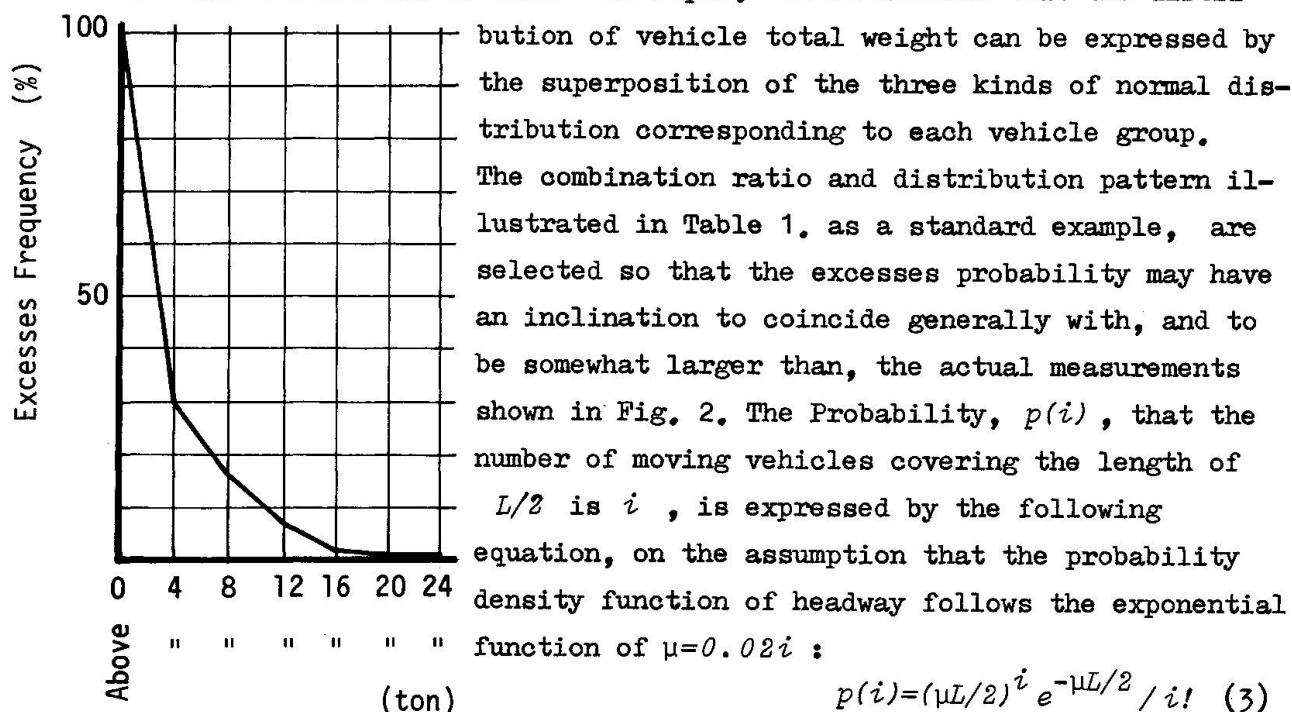 bution of vehicle total weight can be expressed by
the superposition of the three kinds of normal dis-
tribution corresponding to each vehicle group.
The combination ratio and distribution pattern il-
lustrated in Table 1. as a standard example, are
selected so that the excesses probability may have
an inclination to coincide generally with, and to
be somewhat larger than, the actual measurements
shown in Fig. 2. The Probability, p(i) , that the
number of moving vehicles covering the length of
L/2 is i , is expressed by the following
equation, on the assumption that the probability
density function of headway follows the exponential
function of μ=0.02i :
p(i)=(μL/2)^i e^-μL/2 / i! (3)
Excesses Frequency (%)
100
50
0 4 8 12 16 20 24
Above " " " " " "
(ton)